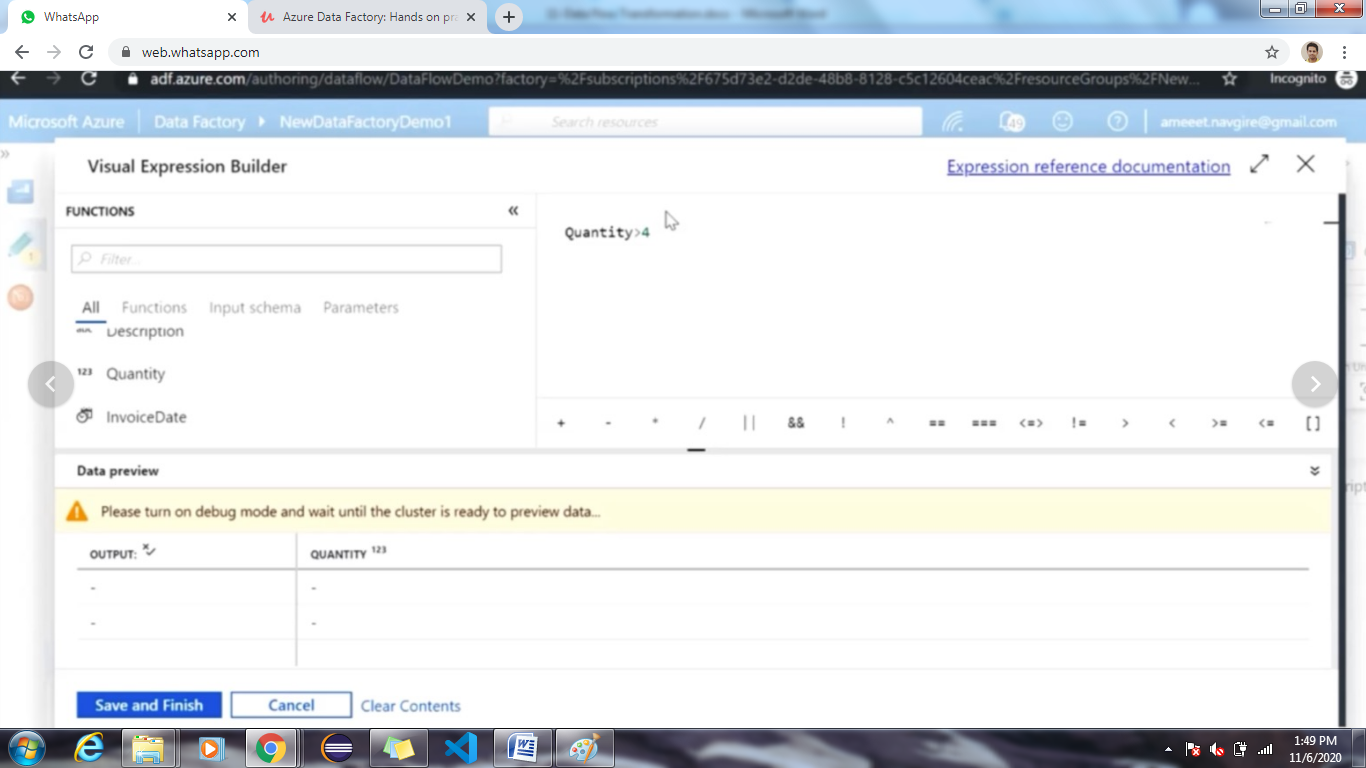 WhatsApp
Azure Data Factory: Hands on pra
web.whatsapp.com
adf.azure.com/authoring/dataflow/DataFlowDemo?factory=%2Fsubscriptions%2F675d73e2-d2de-48b8-8128-c5c12604ceac%2FresourceGroups%2FNew...
Incognito
Microsoft Azure
Data Factory
NewDataFactoryDemo1
Search resources
49
ameeet.navgire@gmail.com
Visual Expression Builder
Expression reference documentation
FUNCTIONS
«
Quantity>4
Filter...
1
All Functions Input schema Parameters
Description
123 Quantity
InvoiceDate
+ - * / || && ! ^ == === <=> != > < >= <= []
Data preview
Please turn on debug mode and wait until the cluster is ready to preview data...
OUTPUT:
QUANTITY 123
- -
- -
Save and Finish
Cancel
Clear Contents
1:49 PM
11/6/2020